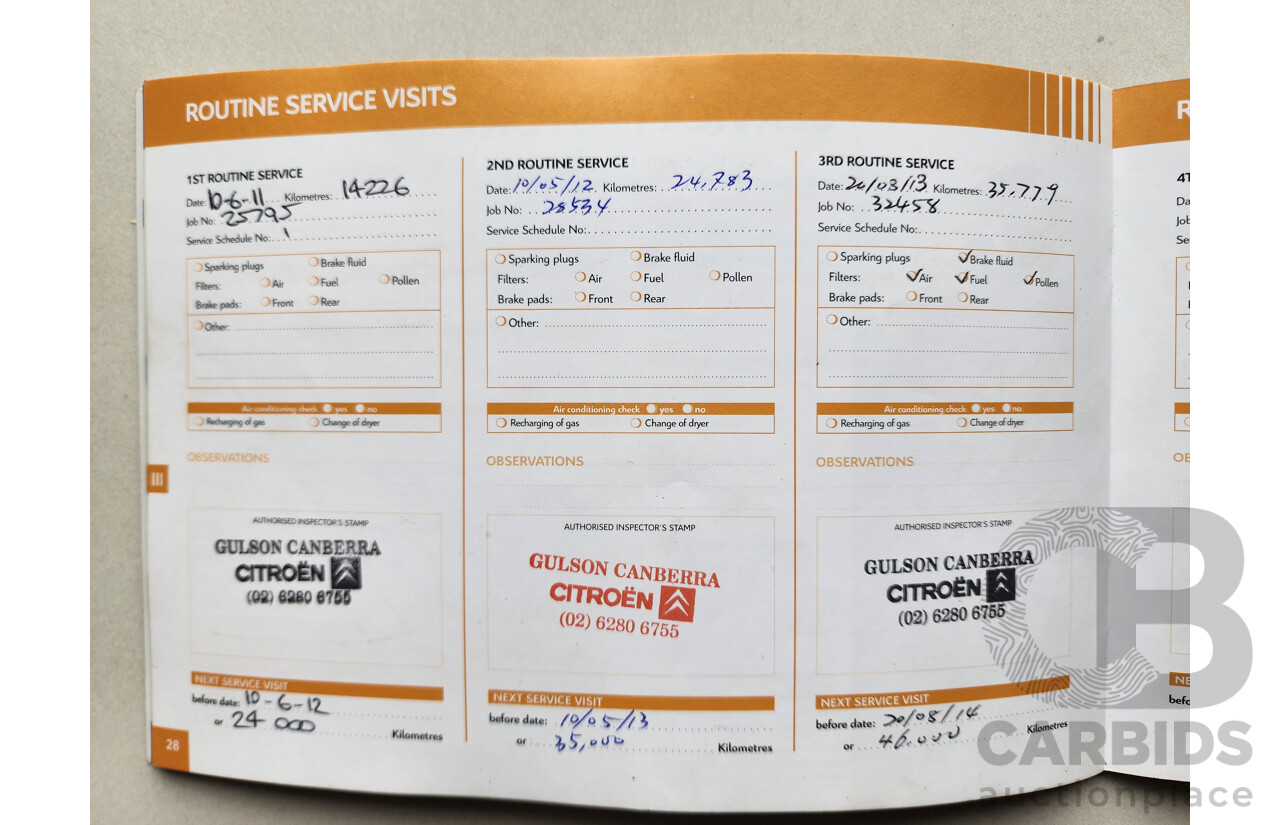 ROUTINE SERVICE VISITS
1ST ROUTINE SERVICE
Date: 10-6-11 Kilometres: 14226
Job No: 25795
Service Schedule No: 1
Sparking plugs Brake fluid
Filters: Air Fuel Pollen
Brake pads: Front Rear
Other:
Air conditioning check yes no
Recharging of gas Change of dryer
OBSERVATIONS
AUTHORISED INSPECTOR'S STAMP
GULSON CANBERRA
CITROËN
(02) 6280 6755
NEXT SERVICE VISIT
before date: 10-6-12
or 24 000 Kilometres
2ND ROUTINE SERVICE
Date: 10/05/12 Kilometres: 24,783
Job No: 28534
Service Schedule No:
Sparking plugs Brake fluid
Filters: Air Fuel Pollen
Brake pads: Front Rear
Other:
Air conditioning check yes no
Recharging of gas Change of dryer
OBSERVATIONS
AUTHORISED INSPECTOR'S STAMP
GULSON CANBERRA
CITROËN
(02) 6280 6755
NEXT SERVICE VISIT
before date: 10/05/13
or 35,000 Kilometres
3RD ROUTINE SERVICE
Date: Kilometres: 35.779
Job No: 32458
Service Schedule No:
Sparking plugs Brake fluid
Filters: Air Fuel Pollen
Brake pads: Front Rear
Other:
Air conditioning check yes no
Recharging of gas Change of dryer
OBSERVATIONS
AUTHORISED INSPECTOR'S STAMP
GULSON CANBERRA
CITROËN
(02) 6280 6755
NEXT SERVICE VISIT
before date:
or 46.000 Kilometres
III
28
CB
CARBIDS
auctionplace